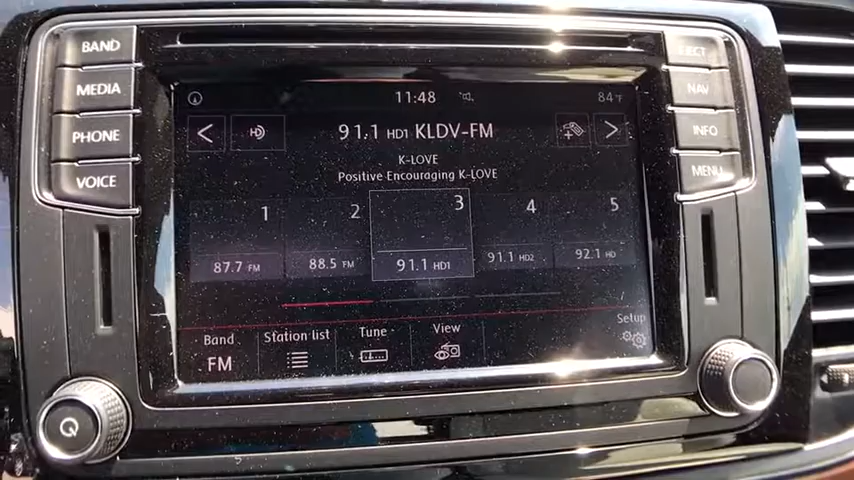 BAND
MEDIA
PHONE
VOICE
EJECT
NAV
INFO
MENU
11:48
84°F
HD
91.1 HD1 KLDV-FM
K-LOVE
Positive Encouraging K-LOVE
1 2 3 4 5
87.7 FM 88.5 FM 91.1 HD1 91.1 HD2 92.1 HD
Band Station list Tune View Setup
FM